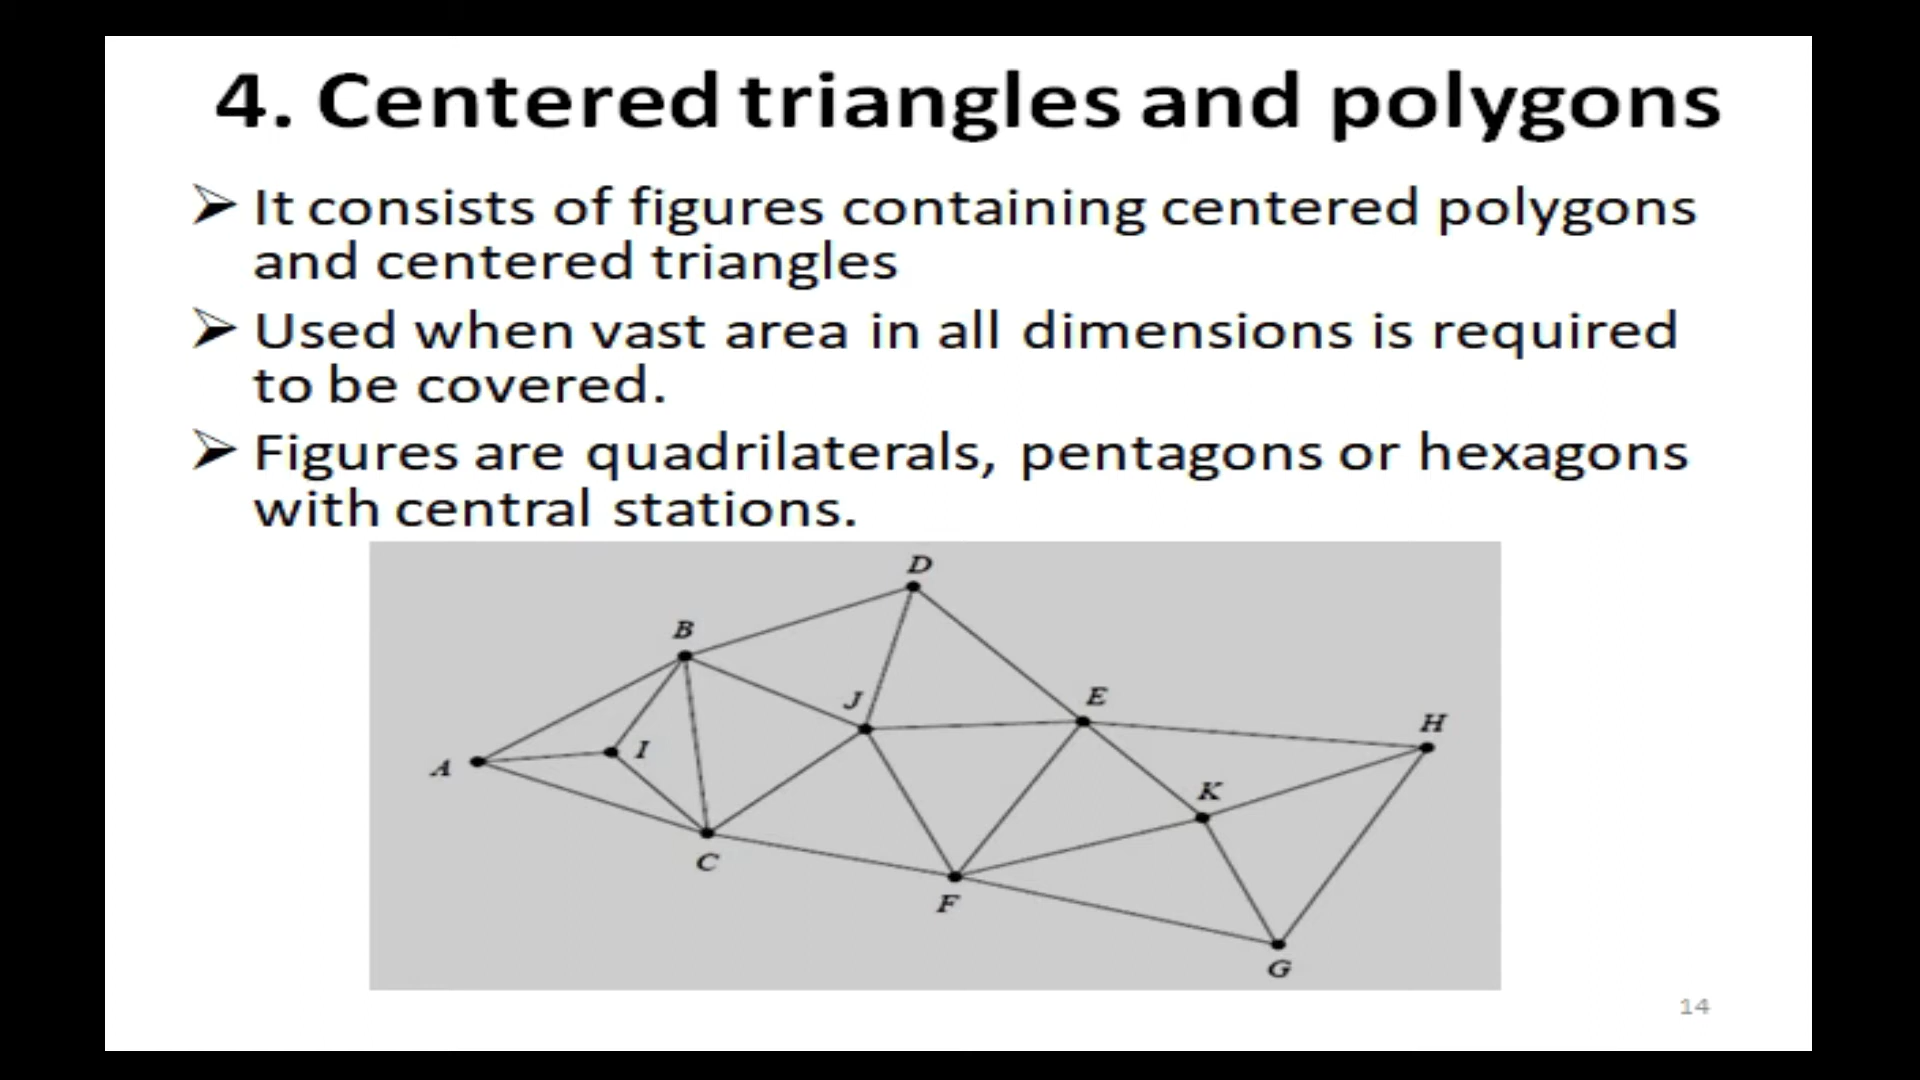 4. Centered triangles and polygons
➢ It consists of figures containing centered polygons
and centered triangles
➢ Used when vast area in all dimensions is required
to be covered.
➢ Figures are quadrilaterals, pentagons or hexagons
with central stations.
D
B
J
E
H
I
A
K
C
F
G
14